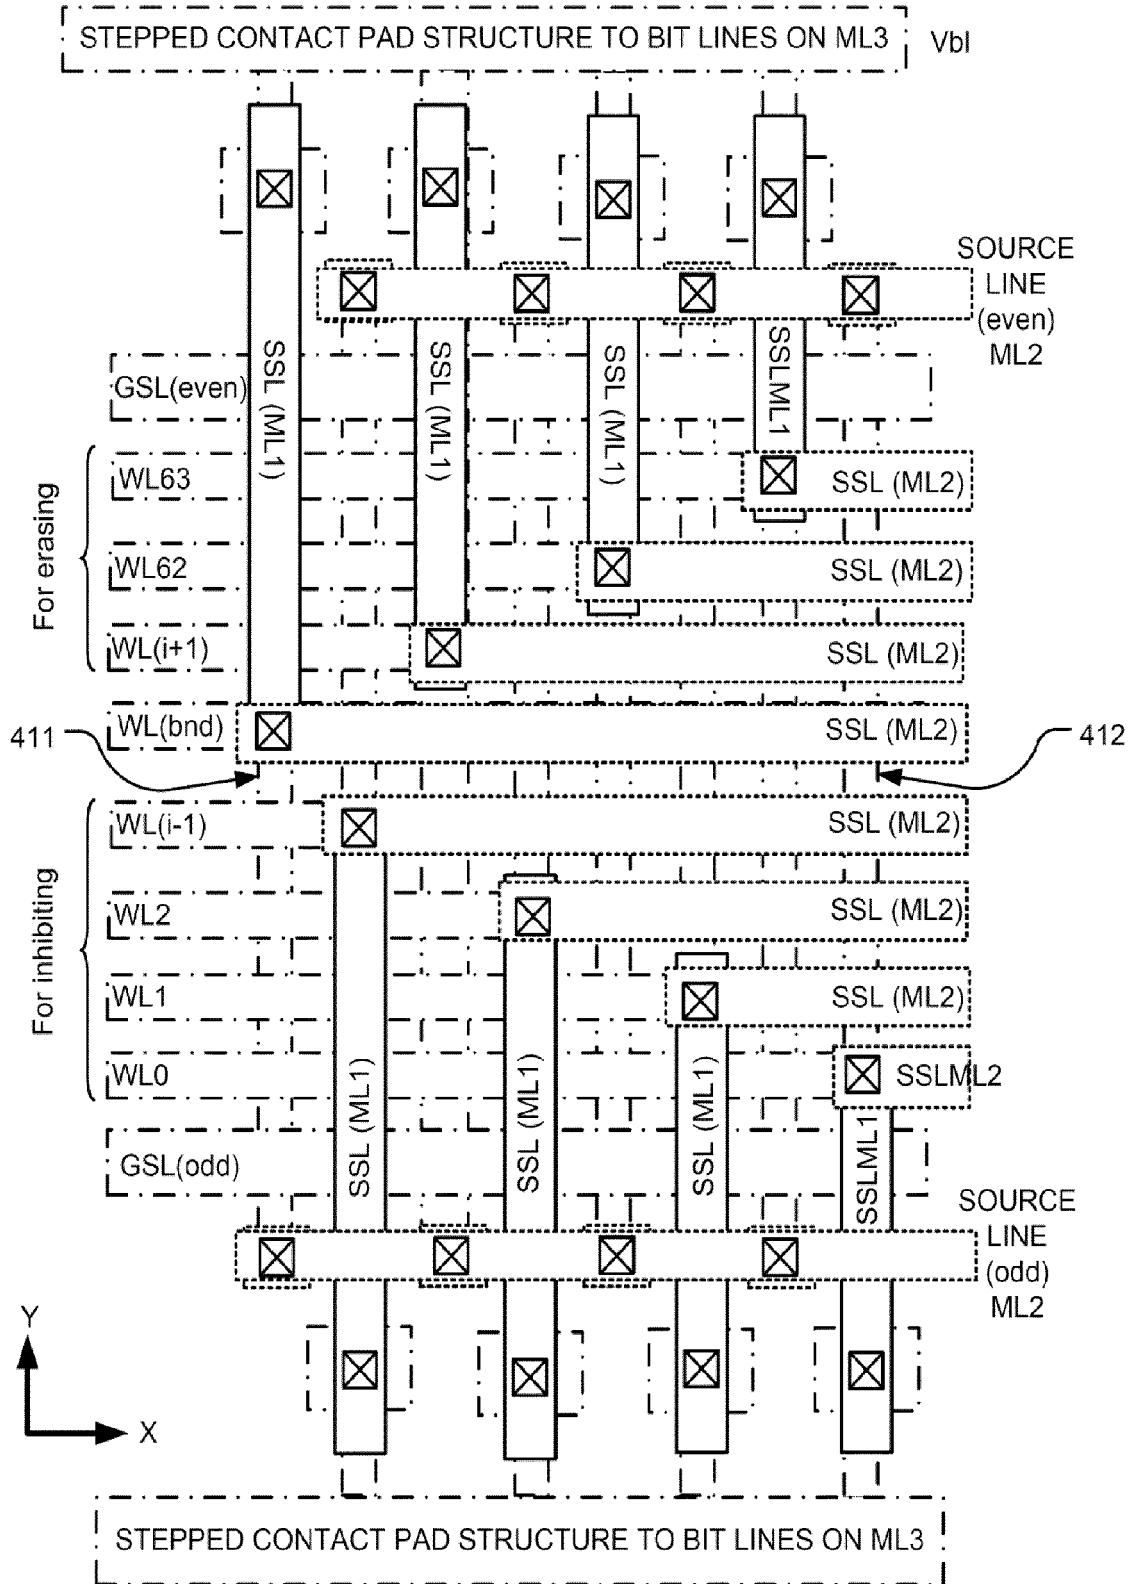 STEPPED CONTACT PAD STRUCTURE TO BIT LINES ON ML3
Vbl
SOURCE
LINE
(even)
ML2
SSL (ML1)
SSL (ML1)
SSL (ML1)
SSLML1
GSL(even)
For erasing
WL63
SSL (ML2)
WL62
SSL (ML2)
WL(i+1)
SSL (ML2)
WL(bnd)
SSL (ML2)
411
412
For inhibiting
WL(i-1)
SSL (ML2)
WL2
SSL (ML2)
WL1
SSL (ML2)
WL0
SSLML2
SSL (ML1)
SSL (ML1)
SSL (ML1)
SSLML1
GSL(odd)
SOURCE
LINE
(odd)
ML2
Y
X
STEPPED CONTACT PAD STRUCTURE TO BIT LINES ON ML3